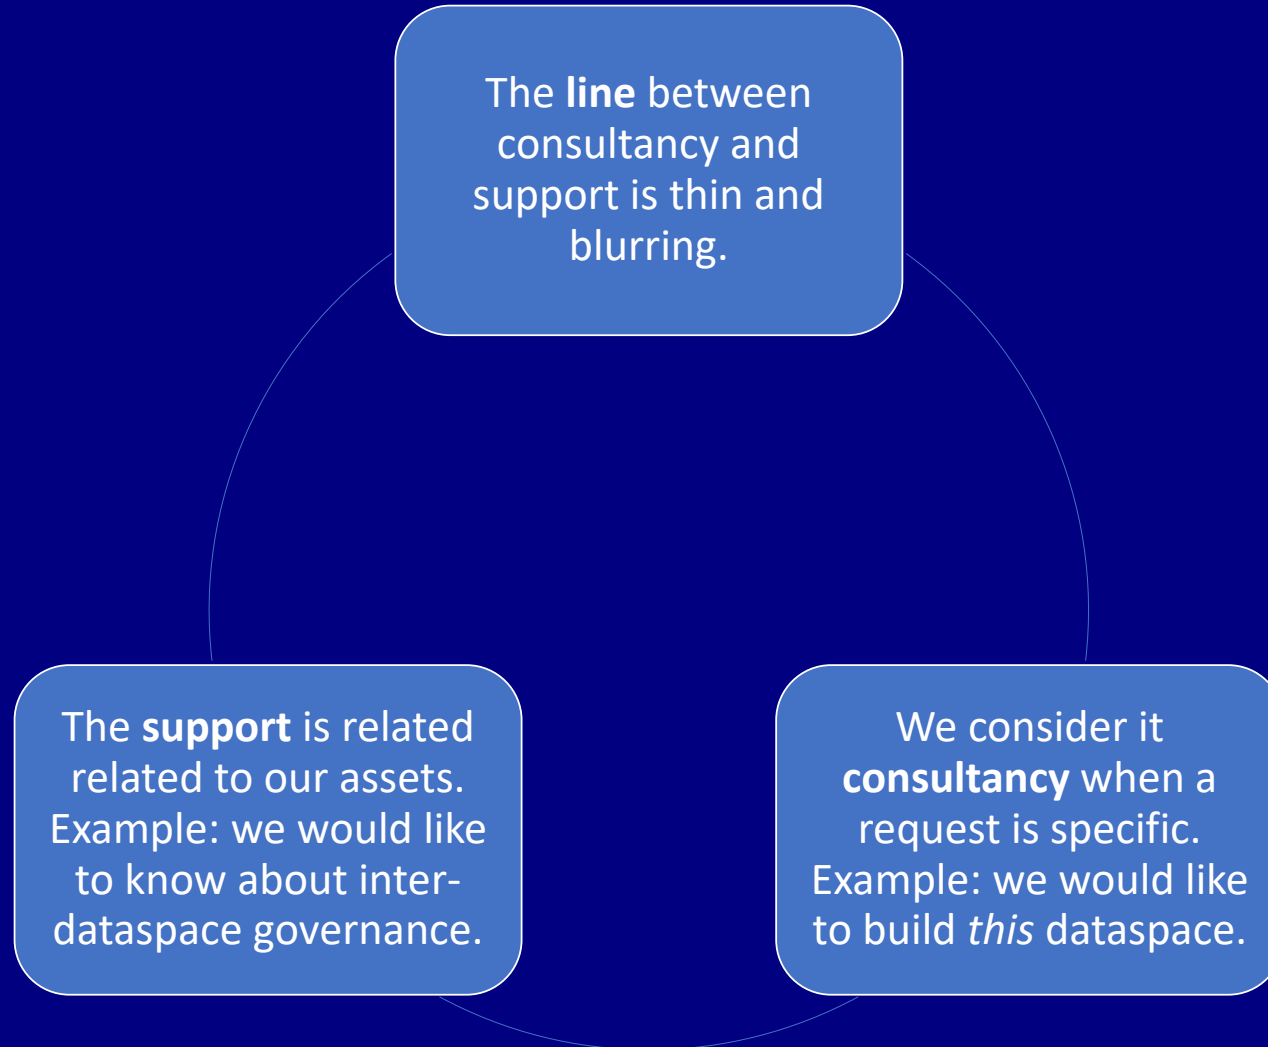 The line between
consultancy and
support is thin and
blurring.
The support is related
related to our assets.
Example: we would like
to know about inter-
dataspace governance.
We consider it
consultancy when a
request is specific.
Example: we would like
to build this dataspace.